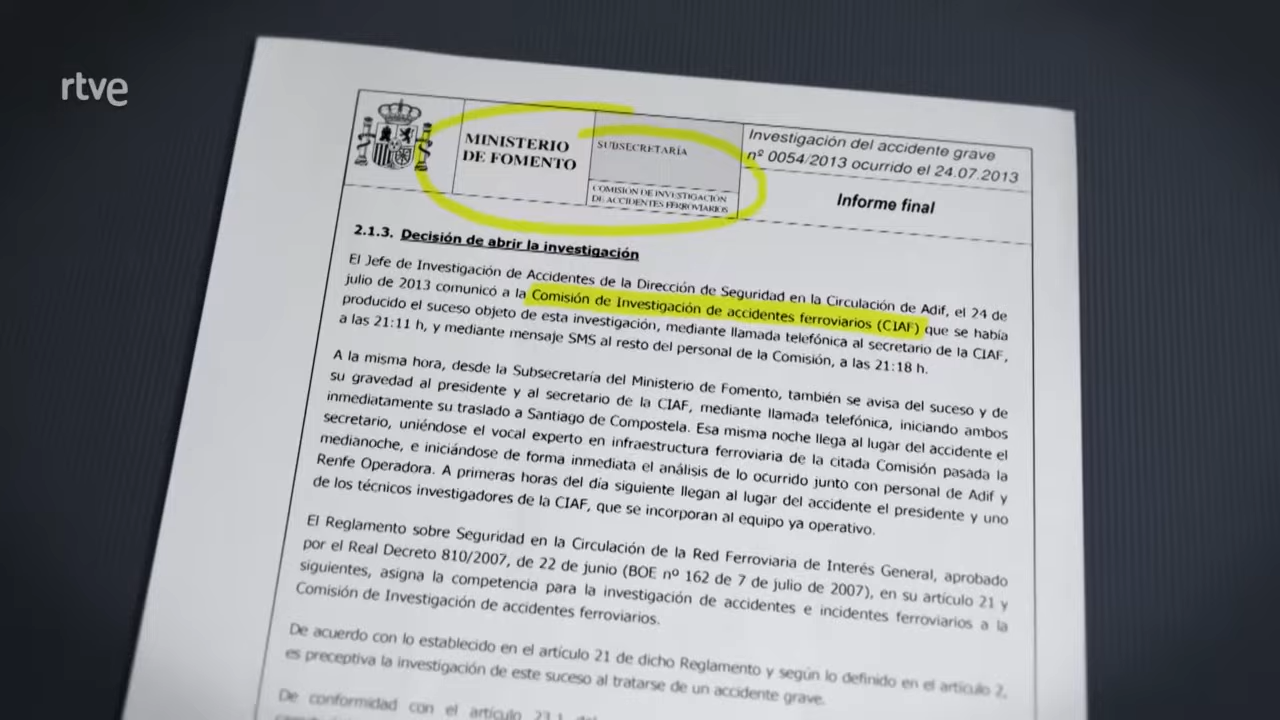 rtve
MINISTERIO
DE FOMENTO
SUBSECRETARÍA
COMISIÓN DE INVESTIGACIÓN
DE ACCIDENTES FERROVIARIOS
Investigación del accidente grave
nº 0054/2013 ocurrido el 24.07.2013
Informe final
2.1.3. Decisión de abrir la investigación
El Jefe de Investigación de Accidentes de la Dirección de Seguridad en la Circulación de Adif, el 24 de
julio de 2013 comunicó a la Comisión de Investigación de accidentes ferroviarios (CIAF) que se había
producido el suceso objeto de esta investigación, mediante llamada telefónica al secretario de la CIAF,
a las 21:11 h, y mediante mensaje SMS al resto del personal de la Comisión, a las 21:18 h.
A la misma hora, desde la Subsecretaría del Ministerio de Fomento, también se avisa del suceso y de
su gravedad al presidente y al secretario de la CIAF, mediante llamada telefónica, iniciando ambos
inmediatamente su traslado a Santiago de Compostela. Esa misma noche llega al lugar del accidente el
secretario, uniéndose el vocal experto en infraestructura ferroviaria de la citada Comisión pasada la
medianoche, e iniciándose de forma inmediata el análisis de lo ocurrido junto con personal de Adif y
Renfe Operadora. A primeras horas del día siguiente llegan al lugar del accidente el presidente y uno
de los técnicos investigadores de la CIAF, que se incorporan al equipo ya operativo.
El Reglamento sobre Seguridad en la Circulación de la Red Ferroviaria de Interés General, aprobado
por el Real Decreto 810/2007, de 22 de junio (BOE nº 162 de 7 de julio de 2007), en su artículo 21 y
siguientes, asigna la competencia para la investigación de accidentes e incidentes ferroviarios a la
Comisión de Investigación de accidentes ferroviarios.
De acuerdo con lo establecido en el artículo 21 de dicho Reglamento y según lo definido en el artículo 2,
es preceptiva la investigación de este suceso al tratarse de un accidente grave.
De conformidad con el artículo 23.1